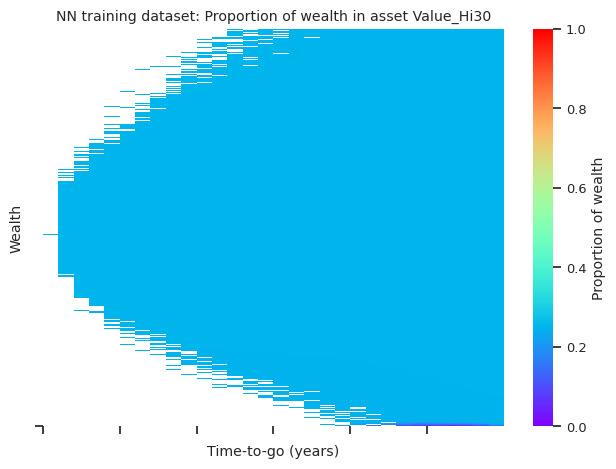 NN training dataset: Proportion of wealth in asset Value_Hi30
1.0
0.8
0.6
0.4
0.2
0.0
Proportion of wealth
Wealth
Time-to-go (years)